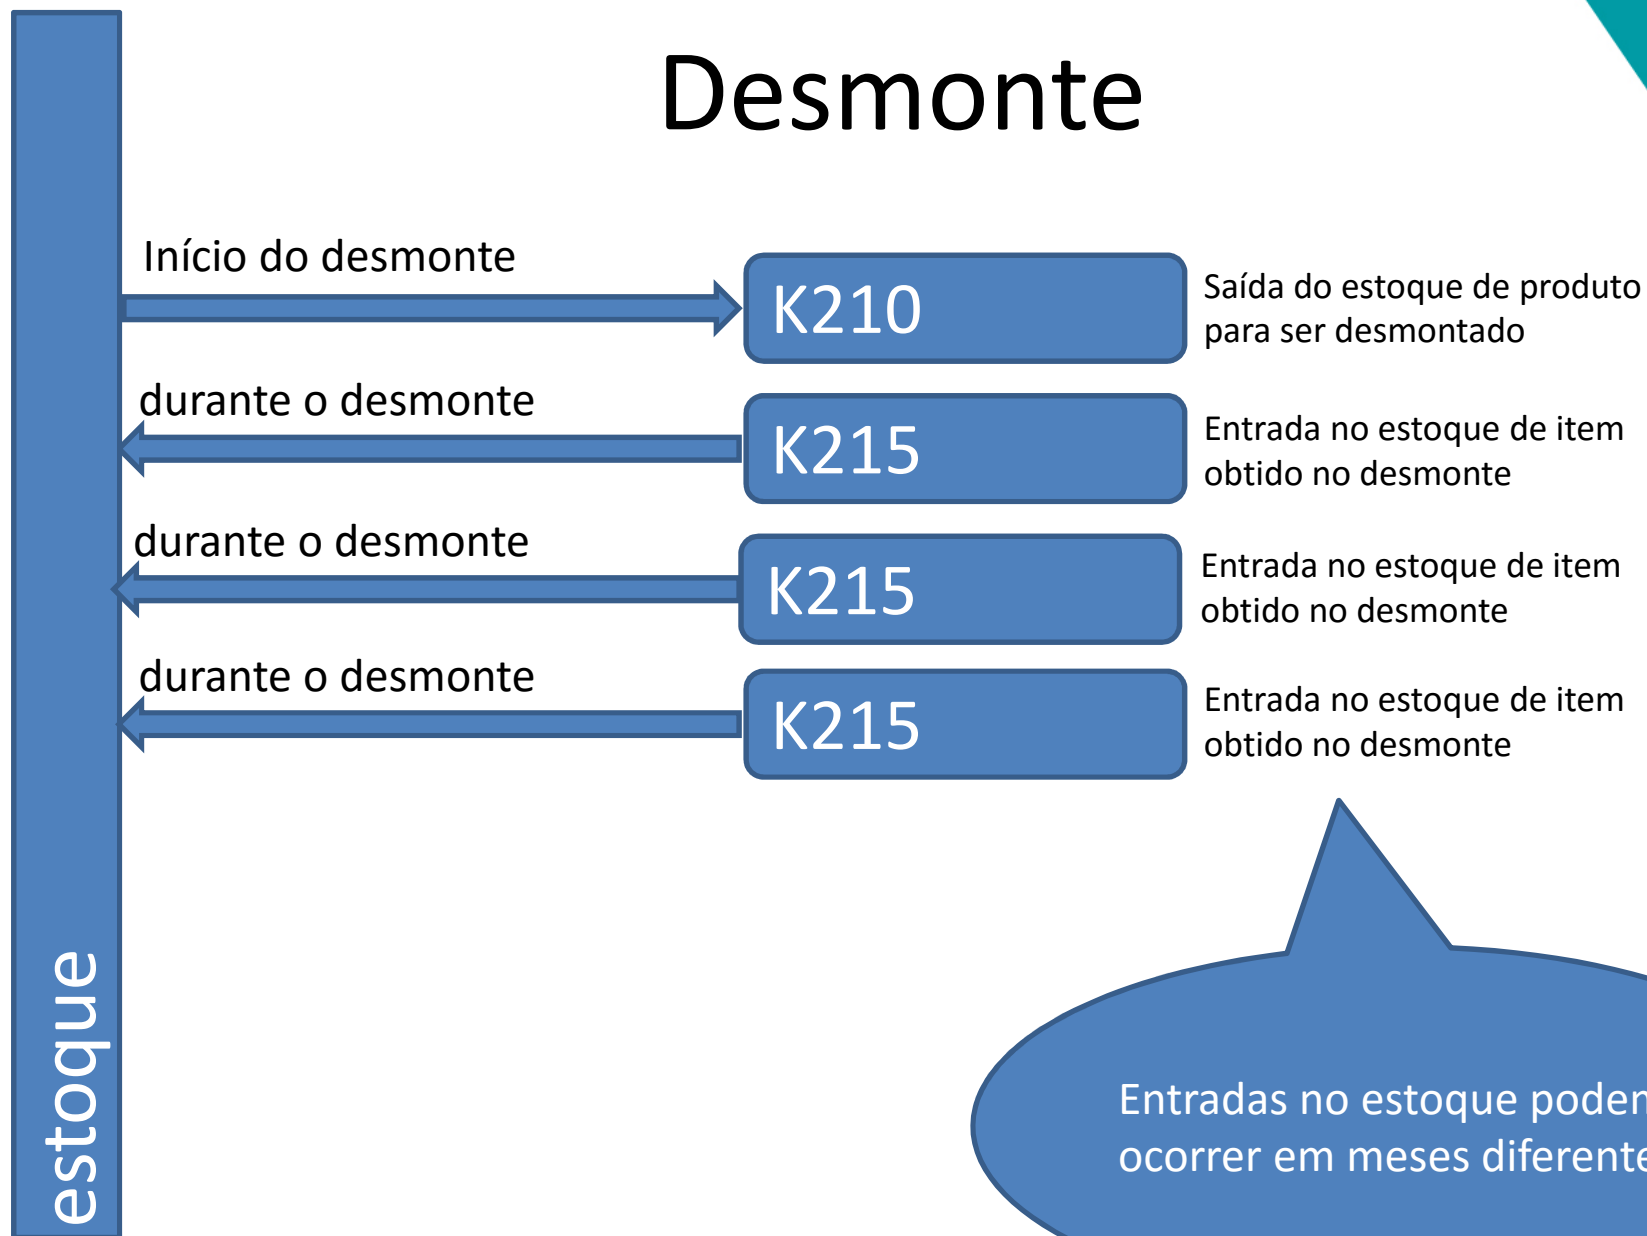 Desmonte
Início do desmonte
K210
Saída do estoque de produto
para ser desmontado
durante o desmonte
K215
Entrada no estoque de item
obtido no desmonte
durante o desmonte
K215
Entrada no estoque de item
obtido no desmonte
durante o desmonte
K215
Entrada no estoque de item
obtido no desmonte
estoque
Entradas no estoque
ocorrer em meses